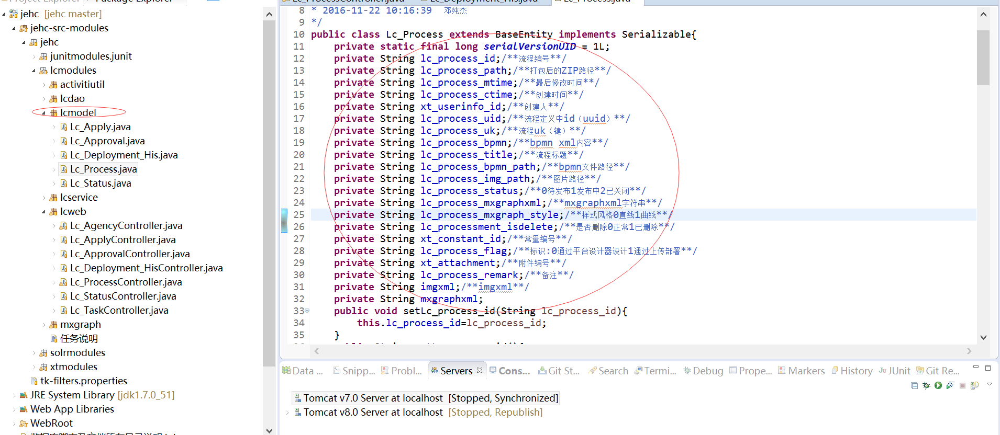 jehc [jehc master]
jehc-src-modules
jehc
junitmodules.junit
lcmodules
activitiutil
lcdao
lcmodel
Lc_Apply.java
Lc_Approval.java
Lc_Deployment_His.java
Lc_Process.java
Lc_Status.java
lcservice
lcweb
Lc_AgencyController.java
Lc_ApplyController.java
Lc_ApprovalController.java
Lc_Deployment_HisController.java
Lc_ProcessController.java
Lc_StatusController.java
Lc_TaskController.java
mxgraph
任务说明
solrmodules
xtmodules
tk-filters.properties
JRE System Library [jdk1.7.0_51]
Web App Libraries
WebRoot
8 * 2016-11-22 10:16:39 邓纯杰
9 */
10 public class Lc_Process extends BaseEntity implements Serializable{
11 private static final long serialVersionUID = 1L;
12 private String lc_process_id;/**流程编号**/
13 private String lc_process_path;/**打包后的ZIP路径**/
14 private String lc_process_mtime;/**最后修改时间**/
15 private String lc_process_ctime;/**创建时间**/
16 private String xt_userinfo_id;/**创建人**/
17 private String lc_process_uid;/**流程定义中id（uuid）**/
18 private String lc_process_uk;/**流程uk（键）**/
19 private String lc_process_bpmn;/**bpmn xml内容**/
20 private String lc_process_title;/**流程标题**/
21 private String lc_process_bpmn_path;/**bpmn文件路径**/
22 private String lc_process_img_path;/**图片路径**/
23 private String lc_process_status;/**0待发布1发布中2已关闭**/
24 private String lc_process_mxgraphxml;/**mxgraphxml字符串**/
25 private String lc_process_mxgraph_style;/**样式风格0直线1曲线**/
26 private String lc_processment_isdelete;/**是否删除0正常1已删除**/
27 private String xt_constant_id;/**常量编号**/
28 private String lc_process_flag;/**标识:0通过平台设计器设计1通过上传部署**/
29 private String xt_attachment;/**附件编号**/
30 private String lc_process_remark;/**备注**/
31 private String imgxml;/**imgxml**/
32 private String mxgraphxml;
33 public void setLc_process_id(String lc_process_id){
34 this.lc_process_id=lc_process_id;
35 }
Data ... Snipp... Probl... Servers Cons... Git St... Search Termi... Debug Prope... Markers History JUnit Git Re...
Tomcat v7.0 Server at localhost [Stopped, Synchronized]
Tomcat v8.0 Server at localhost [Stopped, Republish]